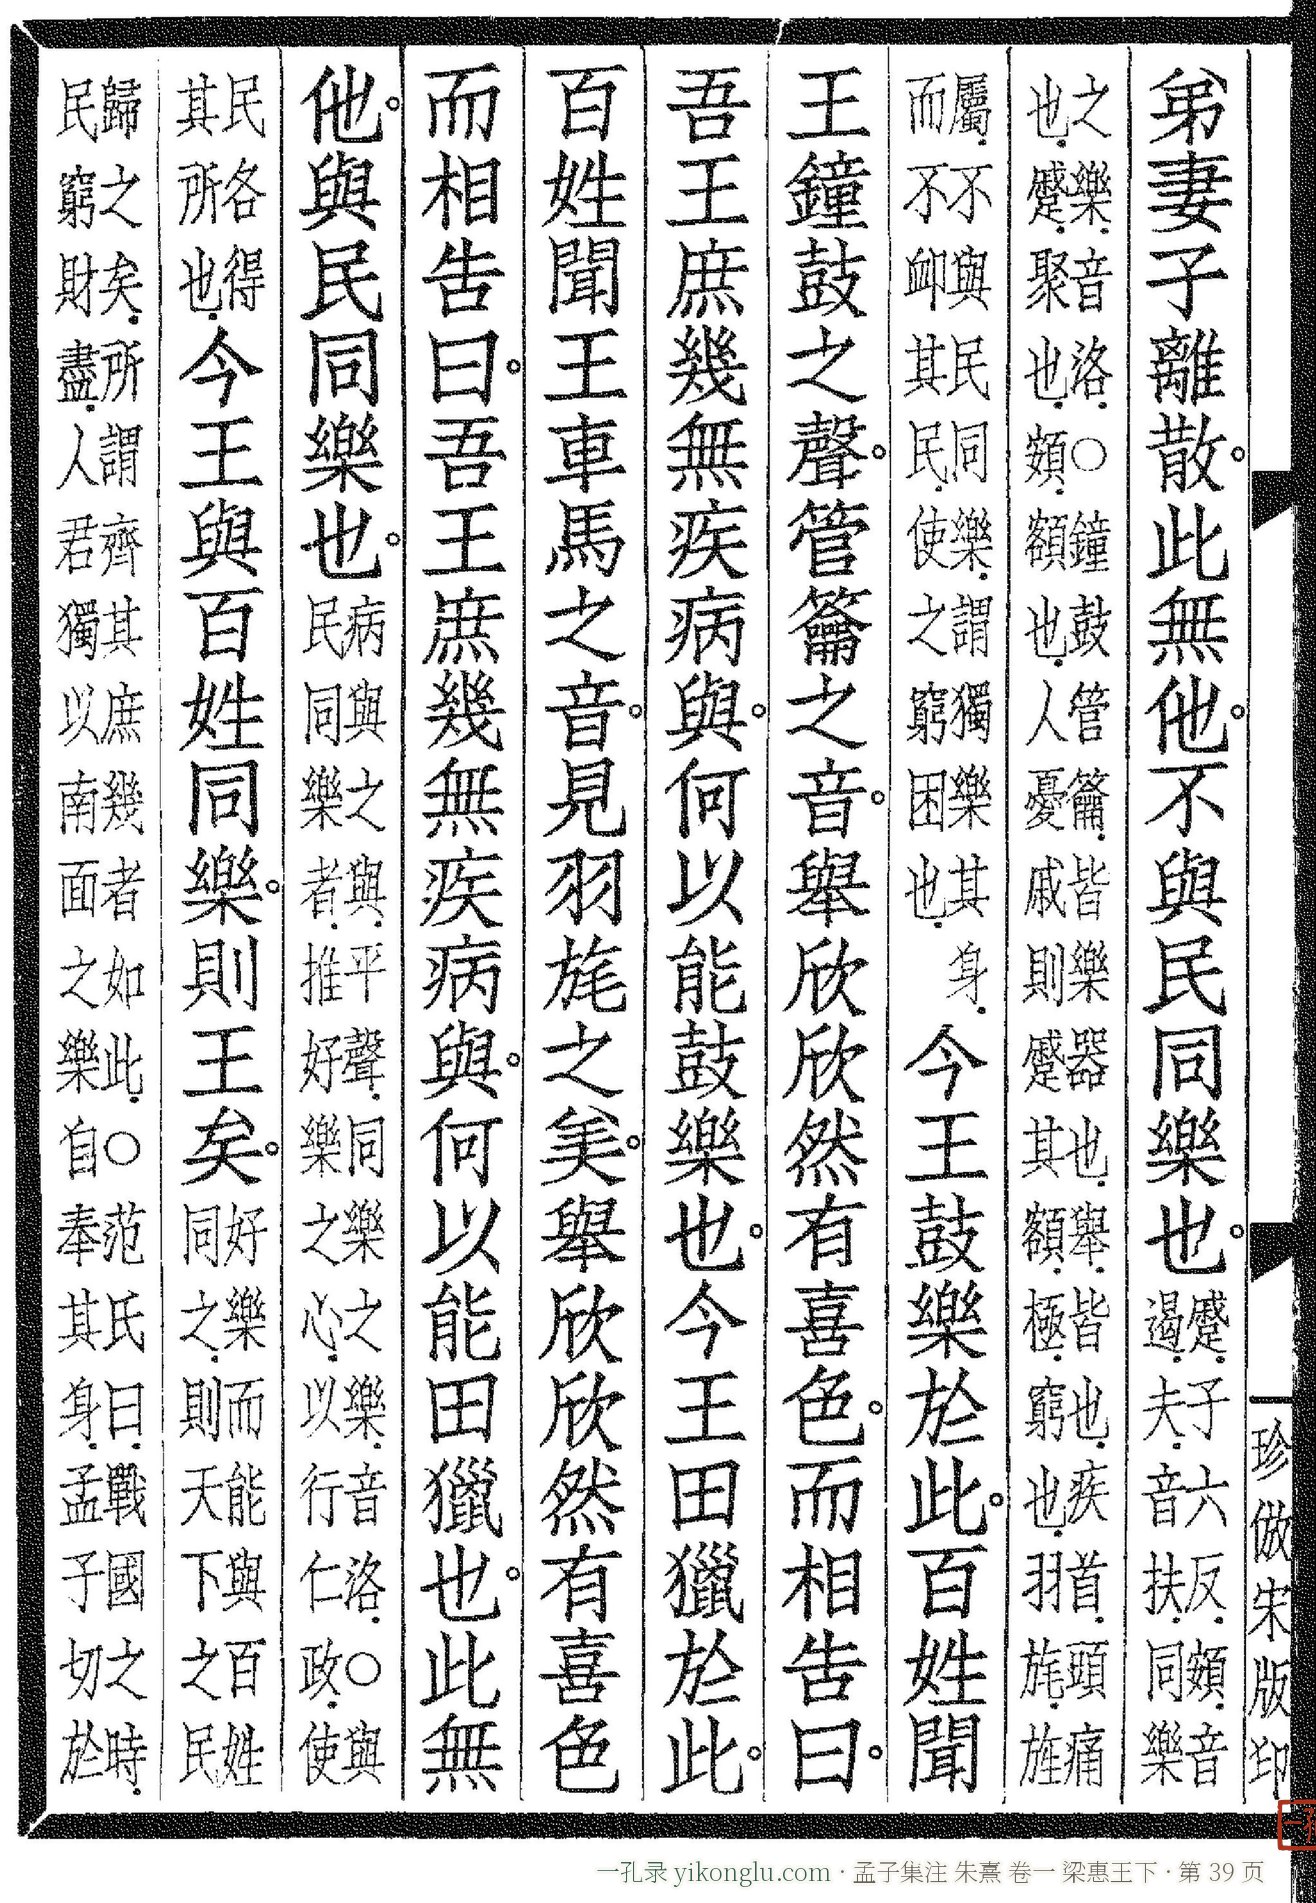 珍倣宋版印
弟妻子離散。此無他。不與民同樂也。蹙。子六反。頞。音遏。夫。音扶。同樂
之樂。音洛。○鐘鼓管籥。皆樂器也。舉。皆也。疾首。頭痛也。蹙。聚也。頞。額也。人憂戚則蹙其額。極。窮也。羽旄。旌
屬。不與民同樂。謂獨樂其身。而不卹其民。使之窮困也。今王鼓樂於此。百姓聞
王鐘鼓之聲。管籥之音。舉欣欣然有喜色。而相告曰。
吾王庶幾無疾病與。何以能鼓樂也。今王田獵於此。
百姓聞王車馬之音。見羽旄之美。舉欣欣然有喜色
而相告曰。吾王庶幾無疾病與。何以能田獵也。此無
他。與民同樂也。病與之與。平聲。同樂之樂。音洛。○與民同樂者。推好樂之心。以行仁政。使
民各得其所也。今王與百姓同樂。則王矣。好樂而能與百姓同之。則天下之民
歸之矣。所謂齊其庶幾者如此。○范氏曰。戰國之時。民窮財盡。人君獨以南面之樂自奉其身。孟子切於
一孔录 yikonglu.com · 孟子集注 朱熹 卷一 梁惠王下 · 第 39 页